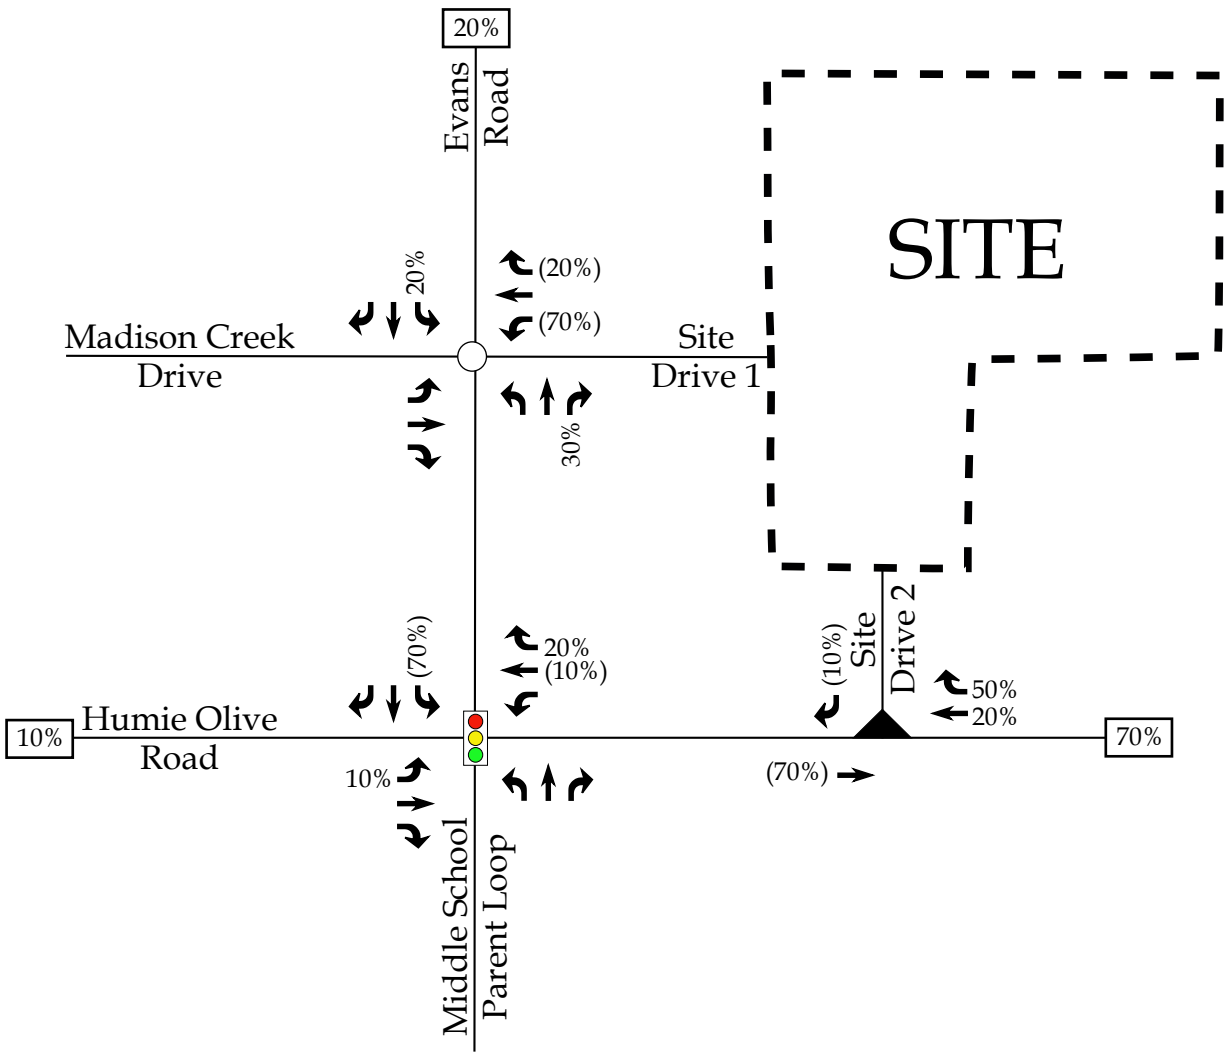 20%
Evans
Road
SITE
20%
(20%)
(70%)
Madison Creek
Drive
Site
Drive 1
30%
Site
Drive 2
(10%)
50%
20%
(70%)
20%
(10%)
10%
Humie Olive
Road
70%
10%
(70%)
Middle School
Parent Loop